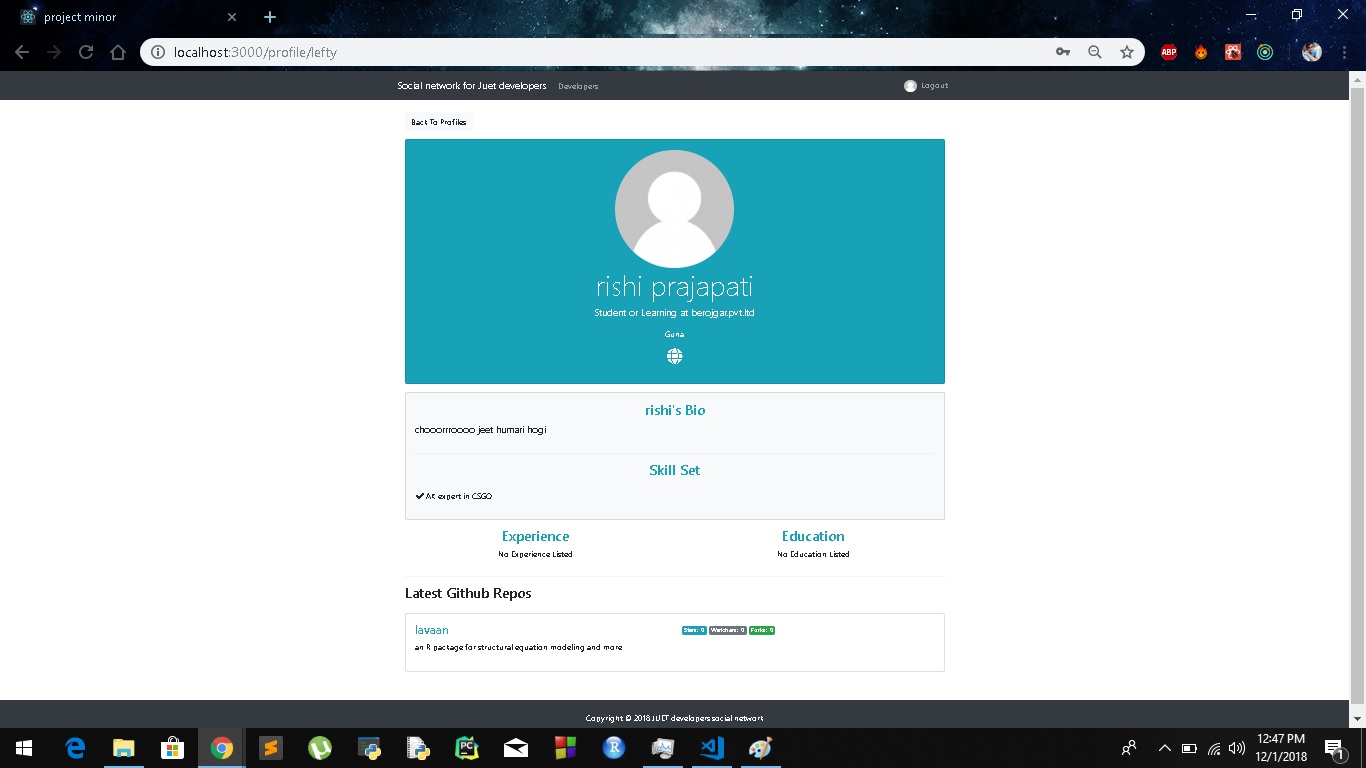 project minor
localhost:3000/profile/lefty
ABP
Social network for Juet developers Developers Logout
Back To Profiles
rishi prajapati
Student or Learning at berojgar.pvt.ltd
Guna
rishi's Bio
chooorrroooo jeet humari hogi
Skill Set
AK expert in CSGO
Experience Education
No Experience Listed No Education Listed
Latest Github Repos
lavaan Stars: 0 Watchers: 0 Forks: 0
an R package for structural equation modeling and more
Copyright © 2018 JUET developers social network
PC
R
12:47 PM
12/1/2018
1